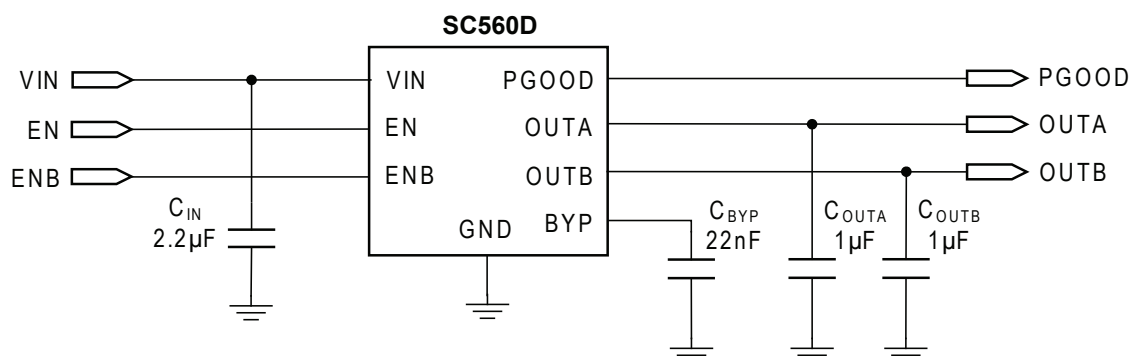 SC560D
VIN
VIN
PGOOD
PGOOD
EN
EN
OUTA
OUTA
ENB
ENB
OUTB
OUTB
CIN
2.2µF
GND
BYP
CBYP
22nF
COUTA
1µF
COUTB
1µF